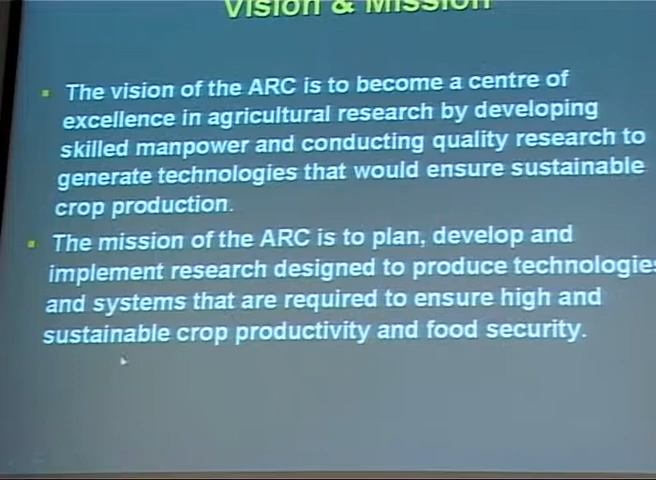 Vision & Mission
The vision of the ARC is to become a centre of
excellence in agricultural research by developing
skilled manpower and conducting quality research to
generate technologies that would ensure sustainable
crop production.
The mission of the ARC is to plan, develop and
implement research designed to produce technologies
and systems that are required to ensure high and
sustainable crop productivity and food security.